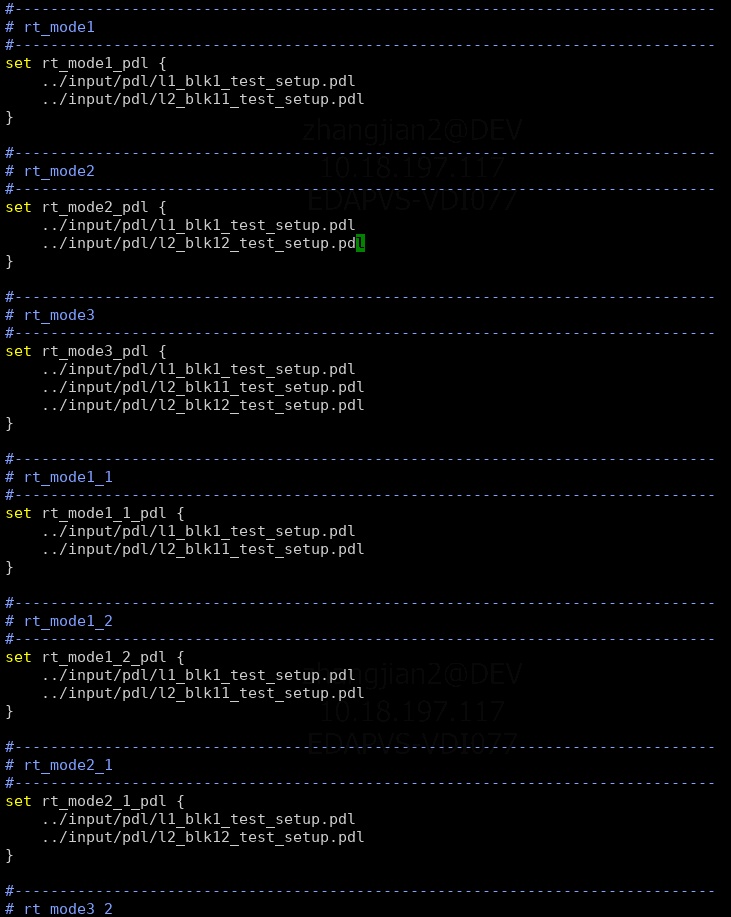 #------------------------------------------------------------------------------
# rt_mode1
#------------------------------------------------------------------------------
set rt_mode1_pdl {
    ../input/pdl/l1_blk1_test_setup.pdl
    ../input/pdl/l2_blk11_test_setup.pdl
}
zhangjian2@DEV
#------------------------------------------------------------------------------
# rt_mode2
10.18.197.117
#------------------------------------------------------------------------------
EDAPVS-VDI077
set rt_mode2_pdl {
    ../input/pdl/l1_blk1_test_setup.pdl
    ../input/pdl/l2_blk12_test_setup.pdl
}
#------------------------------------------------------------------------------
# rt_mode3
#------------------------------------------------------------------------------
set rt_mode3_pdl {
    ../input/pdl/l1_blk1_test_setup.pdl
    ../input/pdl/l2_blk11_test_setup.pdl
    ../input/pdl/l2_blk12_test_setup.pdl
}
#------------------------------------------------------------------------------
# rt_mode1_1
#------------------------------------------------------------------------------
set rt_mode1_1_pdl {
    ../input/pdl/l1_blk1_test_setup.pdl
    ../input/pdl/l2_blk11_test_setup.pdl
}
#------------------------------------------------------------------------------
# rt_mode1_2
#------------------------------------------------------------------------------
set rt_mode1_2_pdl {
    ../input/pdl/l1_blk1_test_setup.pdl
zhangjian2@DEV
    ../input/pdl/l2_blk11_test_setup.pdl
}
10.18.197.117
#------------------------------------------------------------------------------
EDAPVS-VDI077
# rt_mode2_1
#------------------------------------------------------------------------------
set rt_mode2_1_pdl {
    ../input/pdl/l1_blk1_test_setup.pdl
    ../input/pdl/l2_blk12_test_setup.pdl
}
#------------------------------------------------------------------------------
# rt_mode3_2